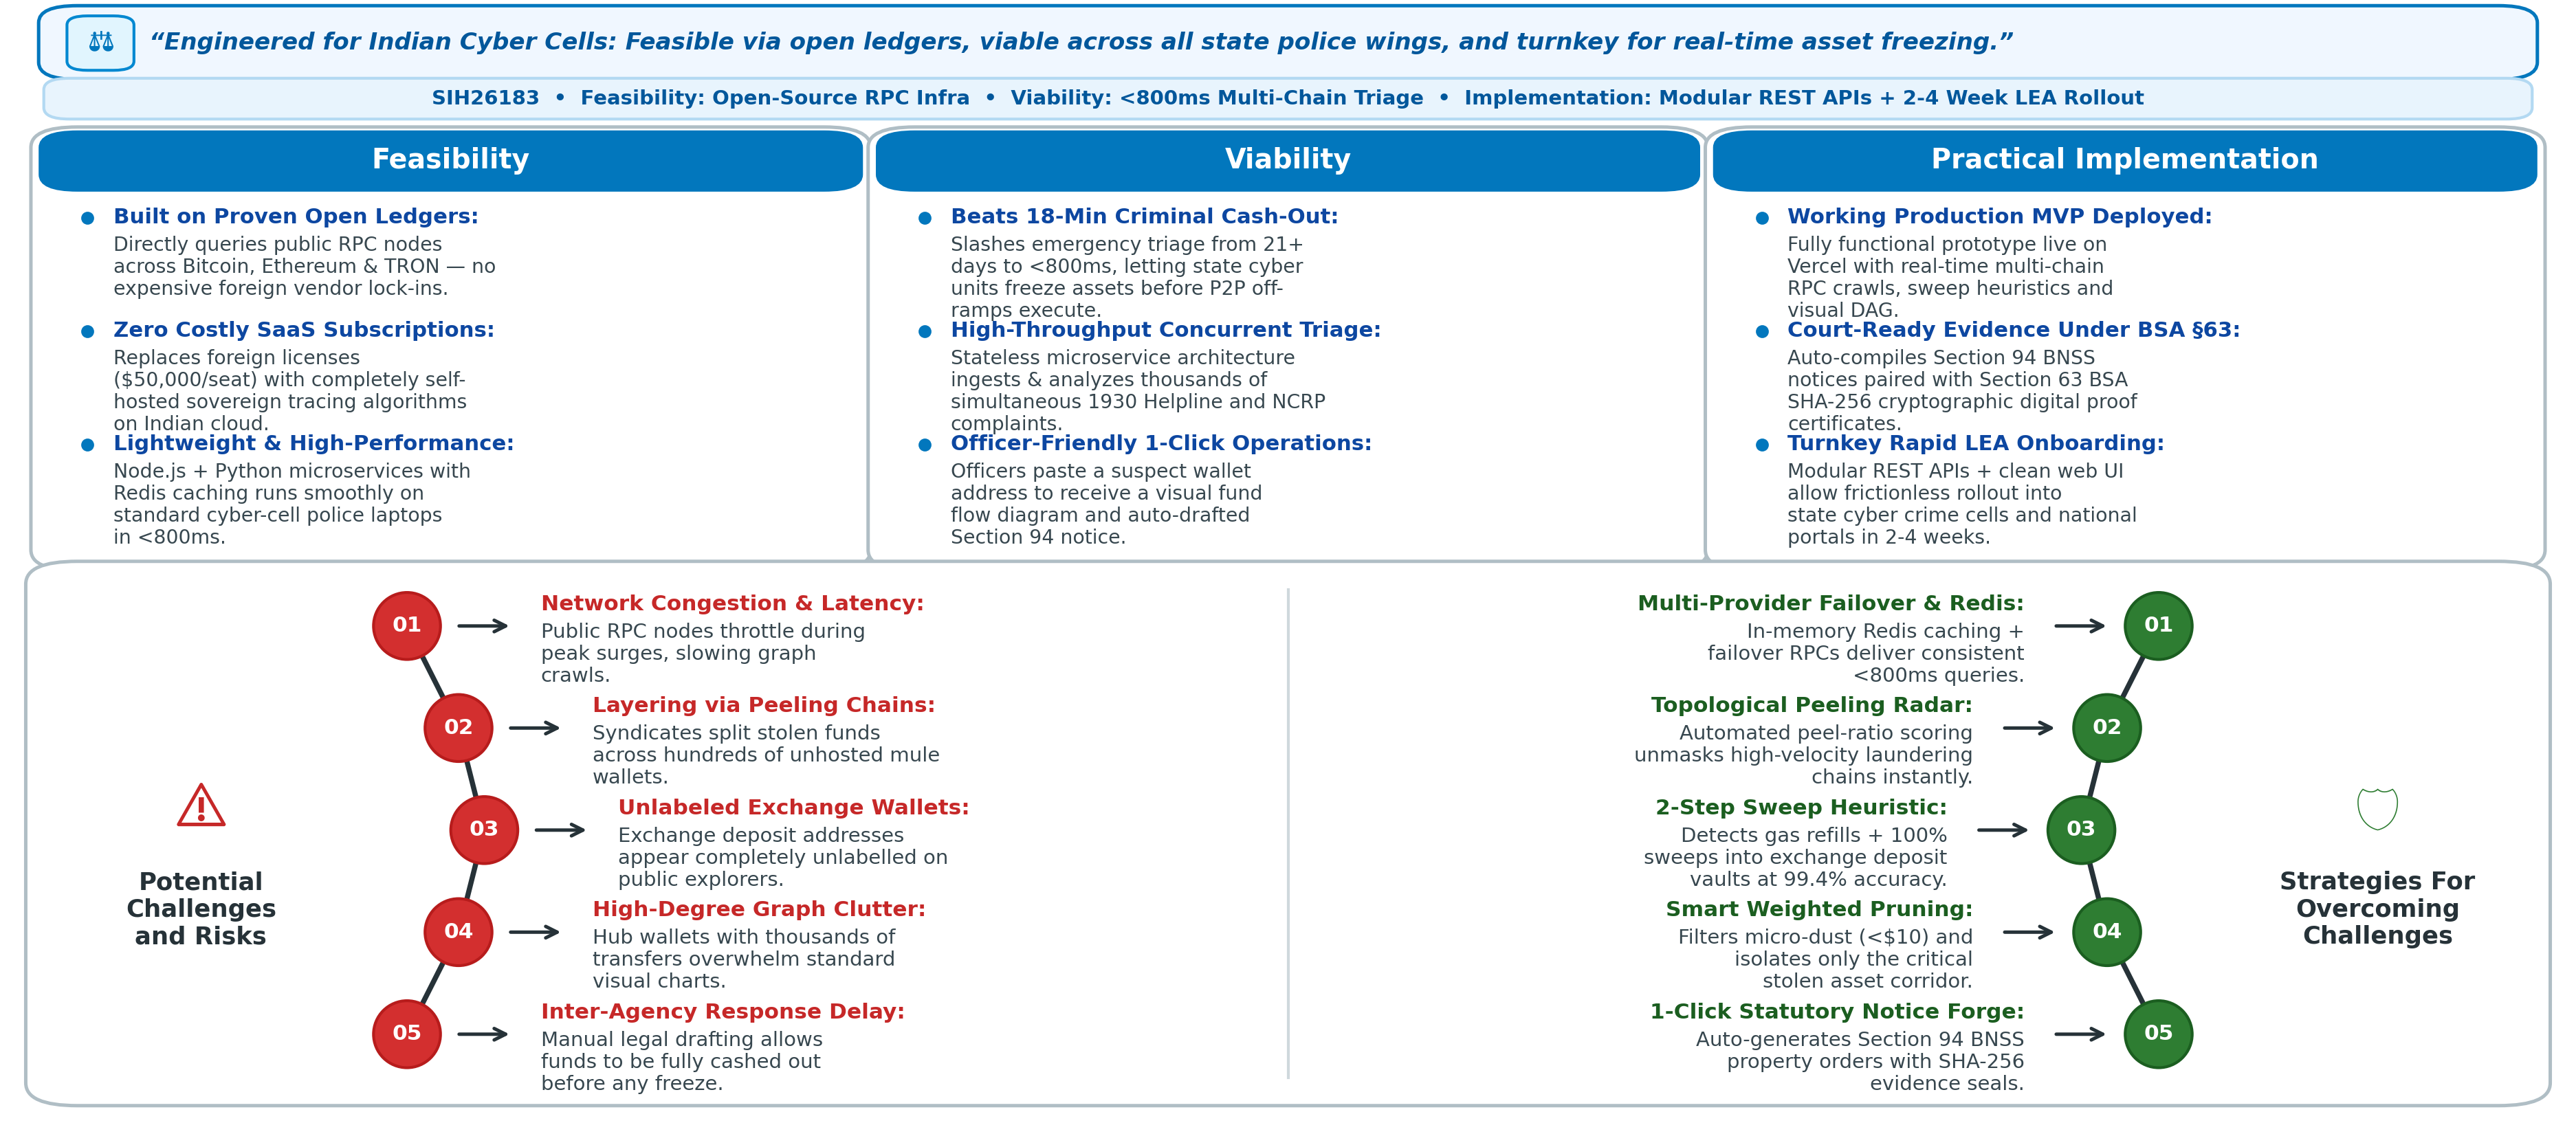 “Engineered for Indian Cyber Cells: Feasible via open ledgers, viable across all state police wings, and turnkey for real-time asset freezing.”
SIH26183 • Feasibility: Open-Source RPC Infra • Viability: <800ms Multi-Chain Triage • Implementation: Modular REST APIs + 2-4 Week LEA Rollout
Feasibility
Built on Proven Open Ledgers:
Directly queries public RPC nodes
across Bitcoin, Ethereum & TRON — no
expensive foreign vendor lock-ins.
Zero Costly SaaS Subscriptions:
Replaces foreign licenses
($50,000/seat) with completely self-
hosted sovereign tracing algorithms
on Indian cloud.
Lightweight & High-Performance:
Node.js + Python microservices with
Redis caching runs smoothly on
standard cyber-cell police laptops
in <800ms.
Viability
Beats 18-Min Criminal Cash-Out:
Slashes emergency triage from 21+
days to <800ms, letting state cyber
units freeze assets before P2P off-
ramps execute.
High-Throughput Concurrent Triage:
Stateless microservice architecture
ingests & analyzes thousands of
simultaneous 1930 Helpline and NCRP
complaints.
Officer-Friendly 1-Click Operations:
Officers paste a suspect wallet
address to receive a visual fund
flow diagram and auto-drafted
Section 94 notice.
Practical Implementation
Working Production MVP Deployed:
Fully functional prototype live on
Vercel with real-time multi-chain
RPC crawls, sweep heuristics and
visual DAG.
Court-Ready Evidence Under BSA §63:
Auto-compiles Section 94 BNSS
notices paired with Section 63 BSA
SHA-256 cryptographic digital proof
certificates.
Turnkey Rapid LEA Onboarding:
Modular REST APIs + clean web UI
allow frictionless rollout into
state cyber crime cells and national
portals in 2-4 weeks.
Potential
Challenges
and Risks
01
Network Congestion & Latency:
Public RPC nodes throttle during
peak surges, slowing graph
crawls.
02
Layering via Peeling Chains:
Syndicates split stolen funds
across hundreds of unhosted mule
wallets.
03
Unlabeled Exchange Wallets:
Exchange deposit addresses
appear completely unlabelled on
public explorers.
04
High-Degree Graph Clutter:
Hub wallets with thousands of
transfers overwhelm standard
visual charts.
05
Inter-Agency Response Delay:
Manual legal drafting allows
funds to be fully cashed out
before any freeze.
Multi-Provider Failover & Redis:
In-memory Redis caching +
failover RPCs deliver consistent
<800ms queries.
01
Topological Peeling Radar:
Automated peel-ratio scoring
unmasks high-velocity laundering
chains instantly.
02
2-Step Sweep Heuristic:
Detects gas refills + 100%
sweeps into exchange deposit
vaults at 99.4% accuracy.
03
Smart Weighted Pruning:
Filters micro-dust (<$10) and
isolates only the critical
stolen asset corridor.
04
1-Click Statutory Notice Forge:
Auto-generates Section 94 BNSS
property orders with SHA-256
evidence seals.
05
Strategies For
Overcoming
Challenges